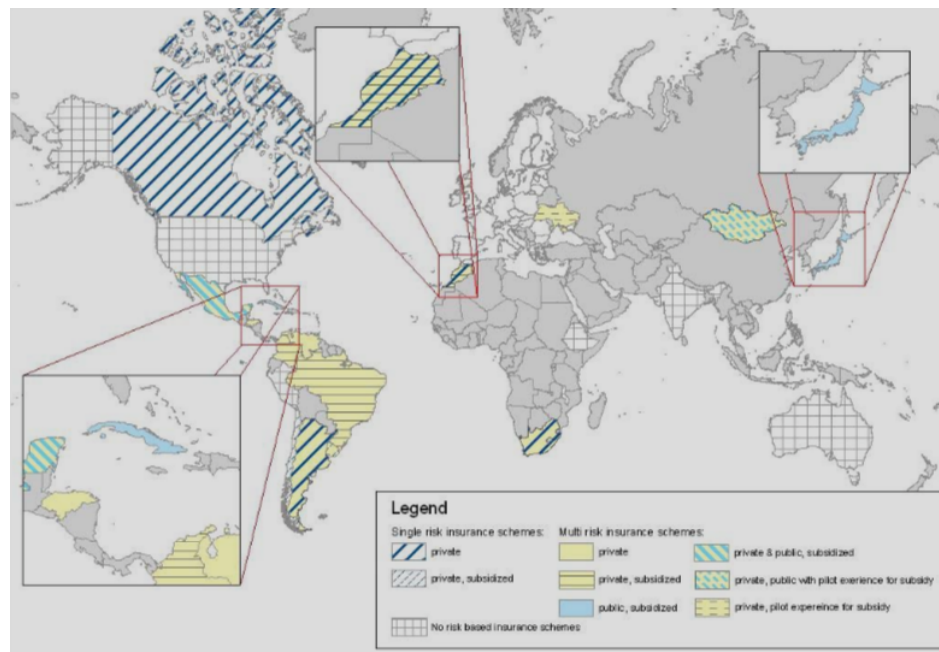 Legend
Single risk insurance schemes:
private
private, subsidized
No risk based insurance schemes
Multi risk insurance schemes:
private
private, subsidized
public, subsidized
private & public, subsidized
private, public with pilot exerience for subsidy
private, pilot expereince for subsidy